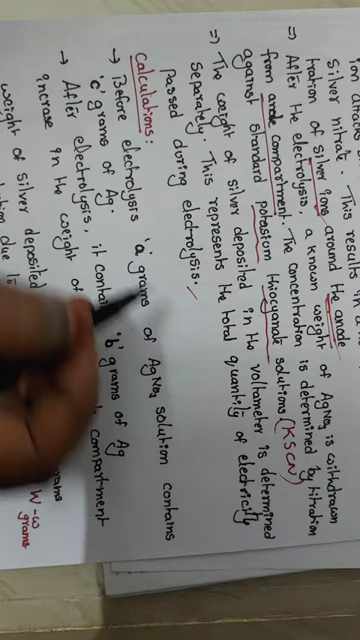 silver nitrate. This results
tration of silver ions around the anode
=> After the electrolysis, a known weight of AgNO3 is withdrawn
from anode compartment. The concentration is determined by titration
against standard potassium thiocyanate solutions (KSCN)
=> The weight of silver deposited in the voltameter is determined
separately. This represents the total quantity of electricity
passed during electrolysis.
Calculations:
→ Before electrolysis 'a' grams of AgNO3 solution contains
'c' grams of Ag.
→ After electrolysis, it contai 'b' grams of Ag
increase in the weight of compartment
grams
weight of silver deposited W-w
grams
due